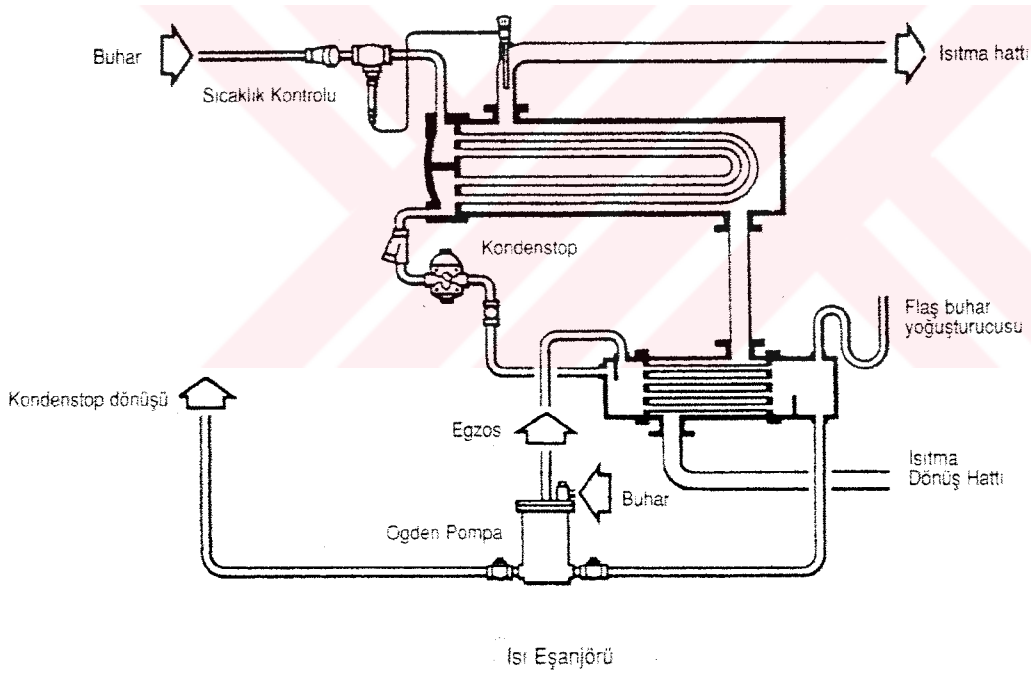 Buhar
Isıtma hattı
Sıcaklık Kontrolu
Kondenstop
Flaş buhar
yoğuşturucusu
Kondenstop dönüşü
Egzos
Isıtma
Dönüş Hattı
Buhar
Ogden Pompa
Isı Eşanjörü